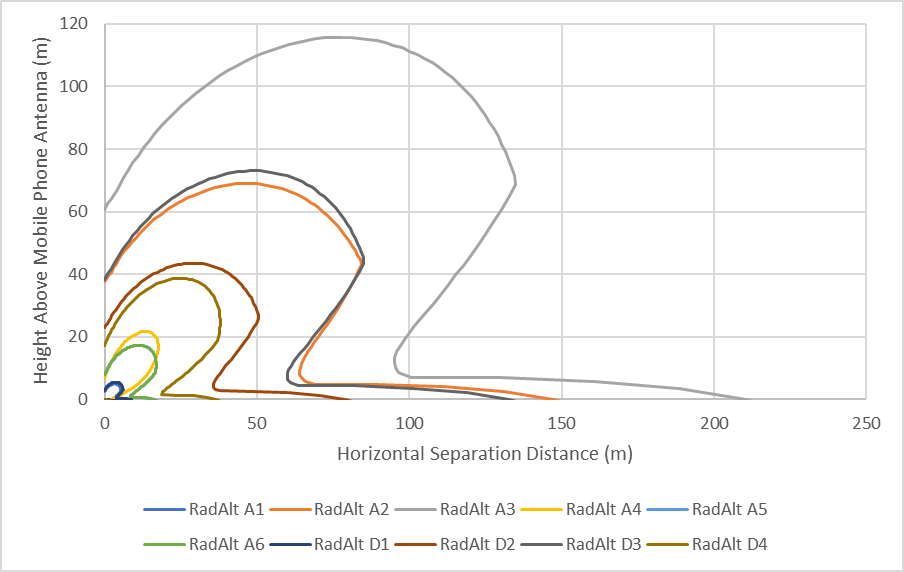 Height Above Mobile Phone Antenna (m)
120
100
80
60
40
20
0
0 50 100 150 200 250
Horizontal Separation Distance (m)
RadAlt A1 RadAlt A2 RadAlt A3 RadAlt A4 RadAlt A5
RadAlt A6 RadAlt D1 RadAlt D2 RadAlt D3 RadAlt D4